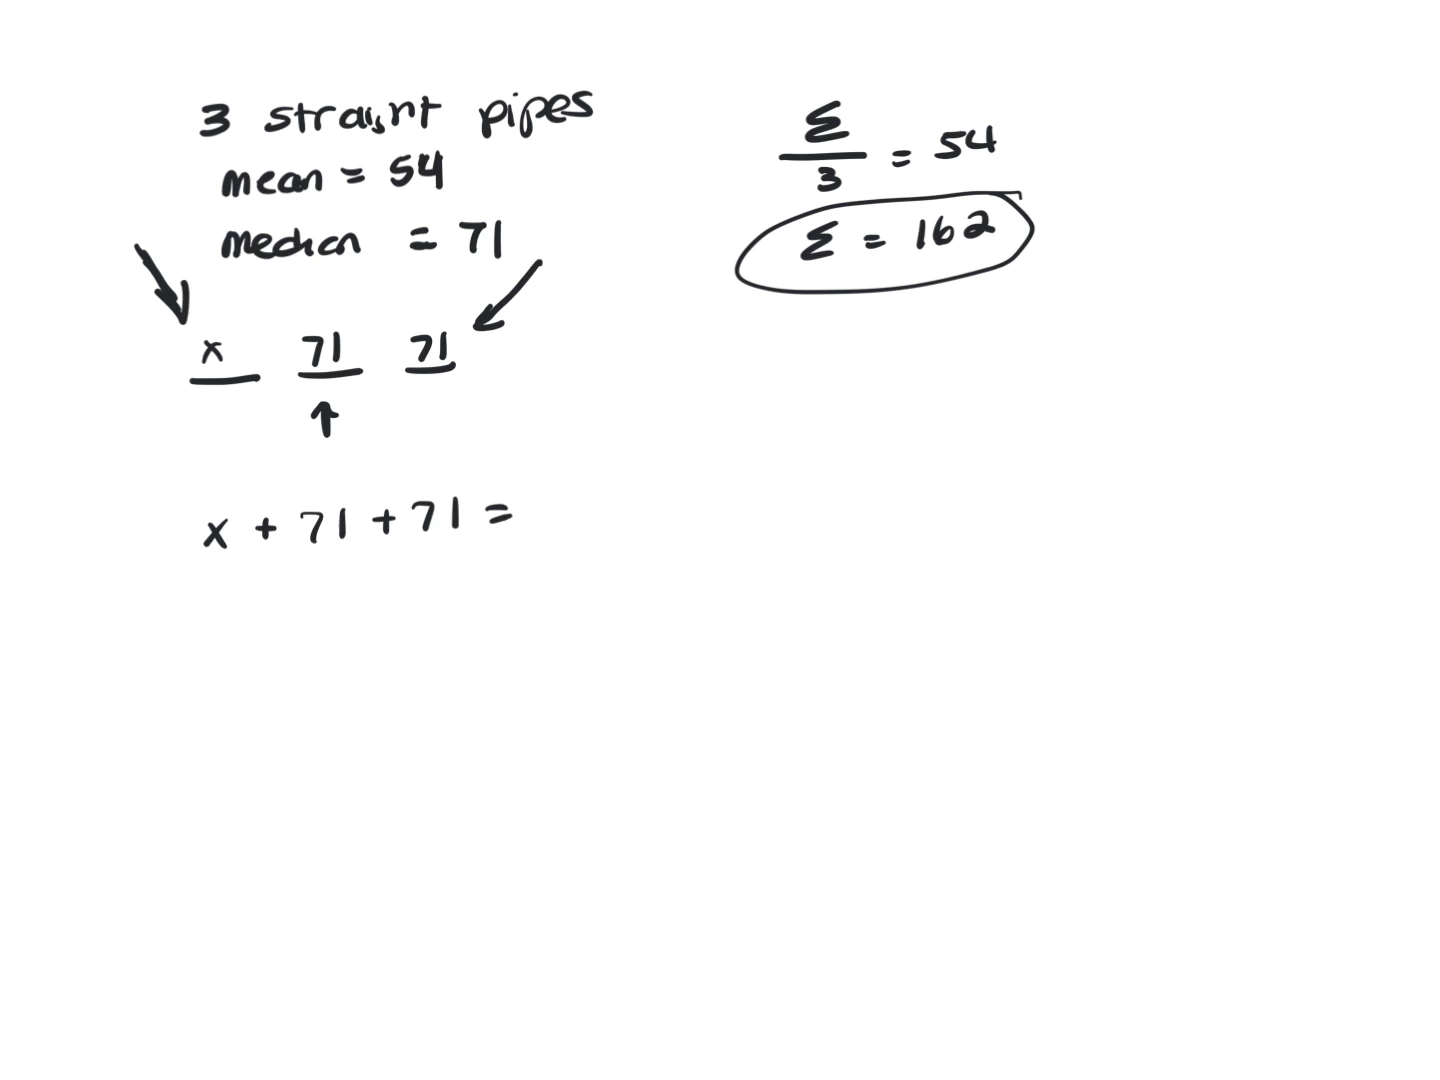 3 straight pipes
mean = 54
median = 71
x 71 71
x + 71 + 71 =
Σ
3 = 54
Σ = 162